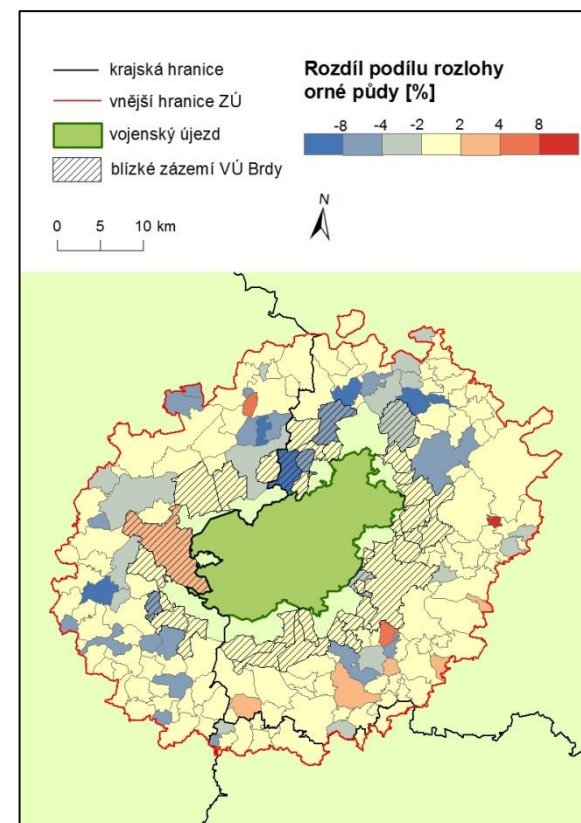 krajská hranice
vnější hranice ZÚ
vojenský újezd
blízké zázemí VÚ Brdy
0 5 10 km
Rozdíl podílu rozlohy
orné půdy [%]
-8 -4 -2 2 4 8
N